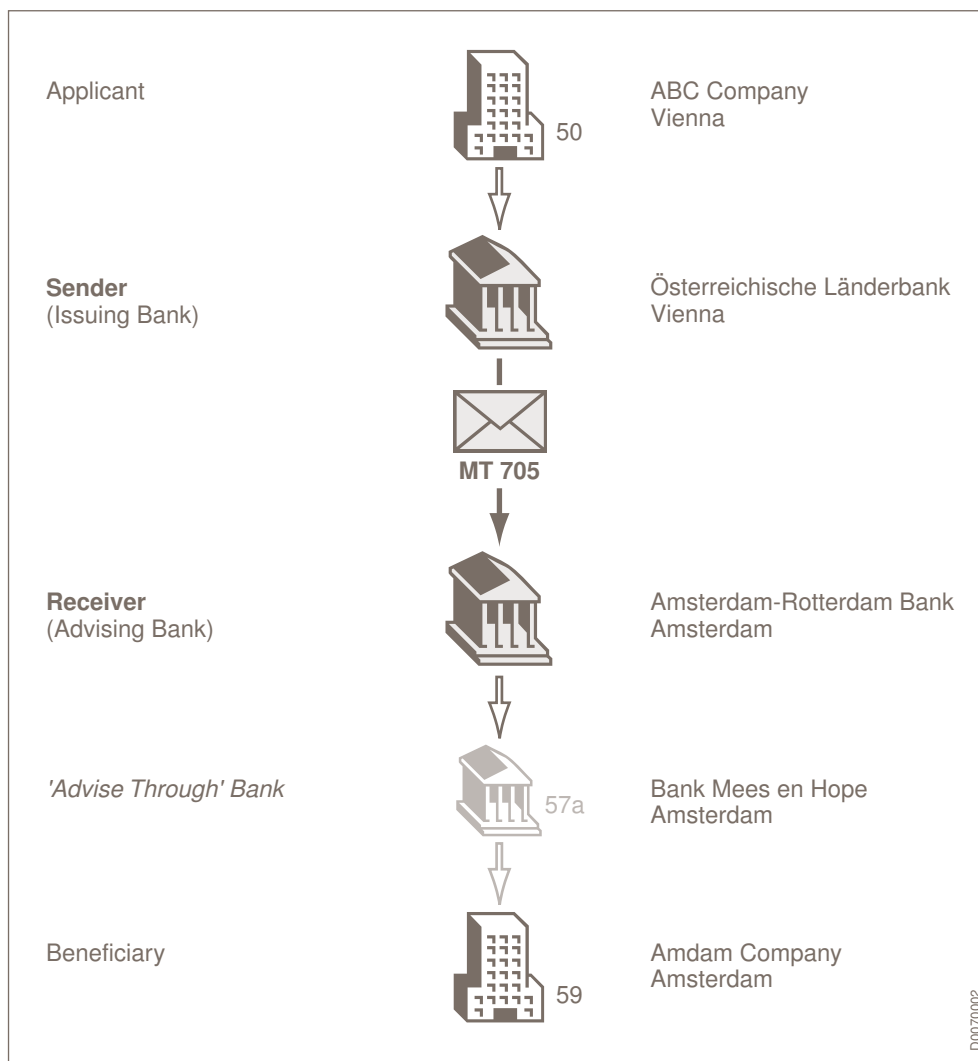 Applicant
50
ABC Company
Vienna
Sender
(Issuing Bank)
Österreichische Länderbank
Vienna
MT 705
Receiver
(Advising Bank)
Amsterdam-Rotterdam Bank
Amsterdam
'Advise Through' Bank
57a
Bank Mees en Hope
Amsterdam
Beneficiary
59
Amdam Company
Amsterdam
D0070002